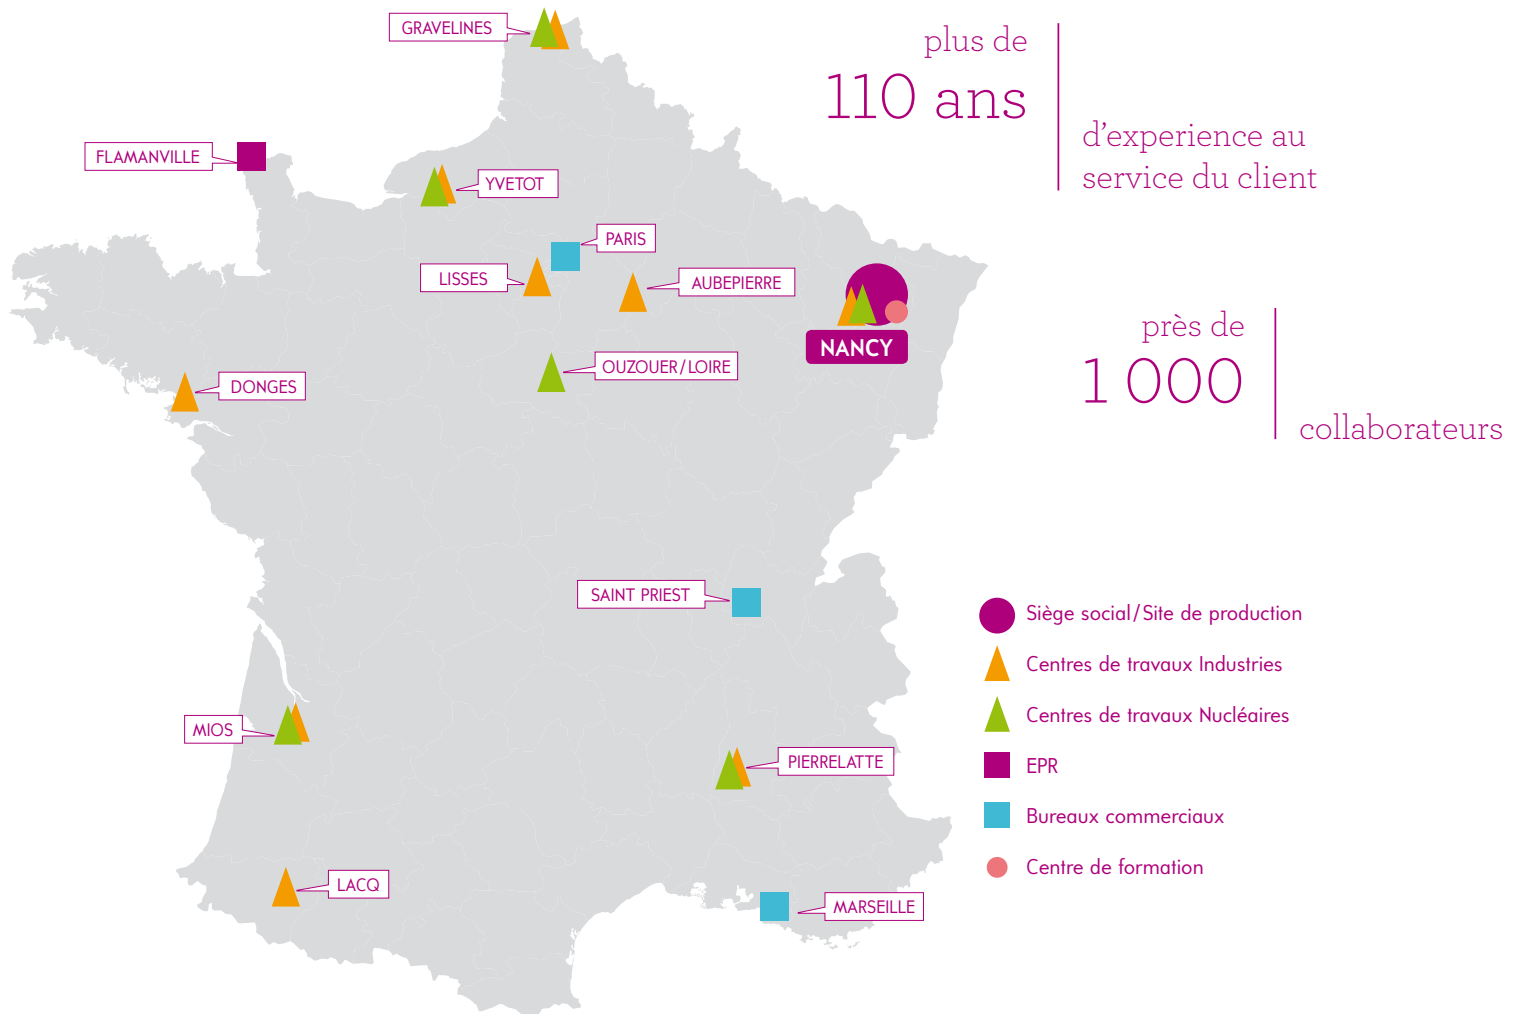 GRAVELINES
FLAMANVILLE
YVETOT
PARIS
LISSES
AUBEPIERRE
NANCY
OUZOUER/LOIRE
DONGES
SAINT PRIEST
MIOS
PIERRELATTE
LACQ
MARSEILLE
plus de
110 ans
d'experience au
service du client
près de
1 000
collaborateurs
Siège social/Site de production
Centres de travaux Industries
Centres de travaux Nucléaires
EPR
Bureaux commerciaux
Centre de formation